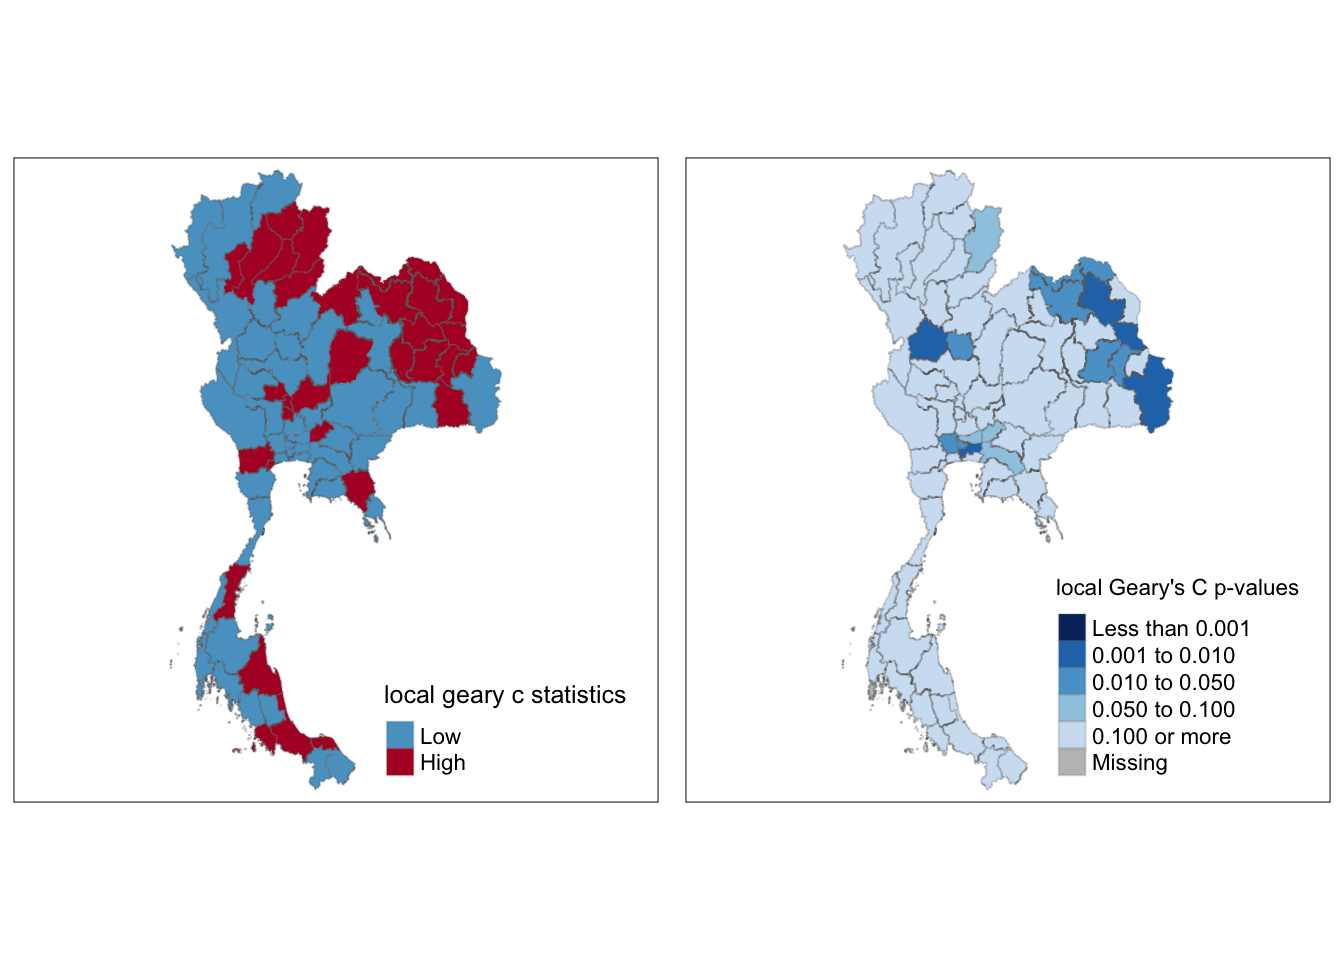 local geary c statistics
Low
High
local Geary's C p-values
Less than 0.001
0.001 to 0.010
0.010 to 0.050
0.050 to 0.100
0.100 or more
Missing